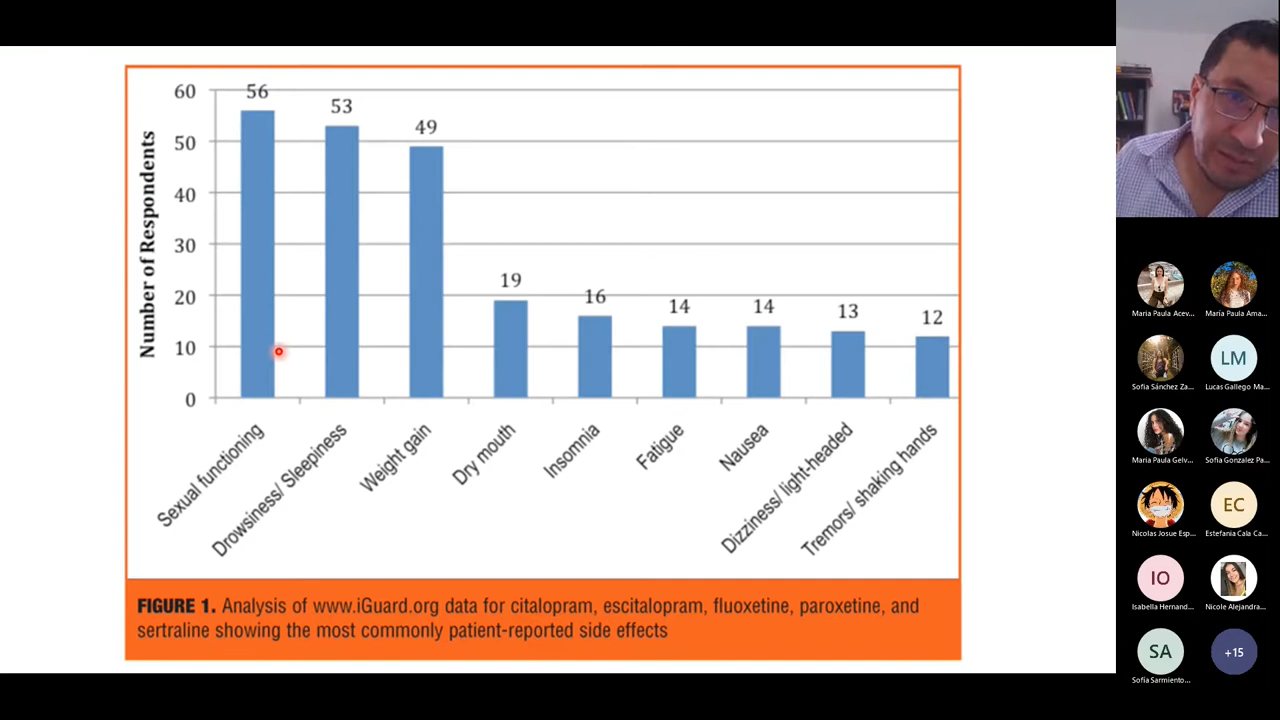 Number of Respondents
60
50
40
30
20
10
0
56
53
49
19
16
14
14
13
12
Sexual functioning
Drowsiness/ Sleepiness
Weight gain
Dry mouth
Insomnia
Fatigue
Nausea
Dizziness/ light-headed
Tremors/ shaking hands
FIGURE 1. Analysis of www.iGuard.org data for citalopram, escitalopram, fluoxetine, paroxetine, and
sertraline showing the most commonly patient-reported side effects
Maria Paula Acev...
María Paula Ama...
Sofia Sánchez Za...
LM
Lucas Gallego Ma...
Maria Paula Gelv...
Sofia Gonzalez Pa...
Nicolas Josue Esp...
EC
Estefania Cala Ca...
IO
Isabella Hernand...
Nicole Alejandra...
SA
Sofía Sarmiento...
+15